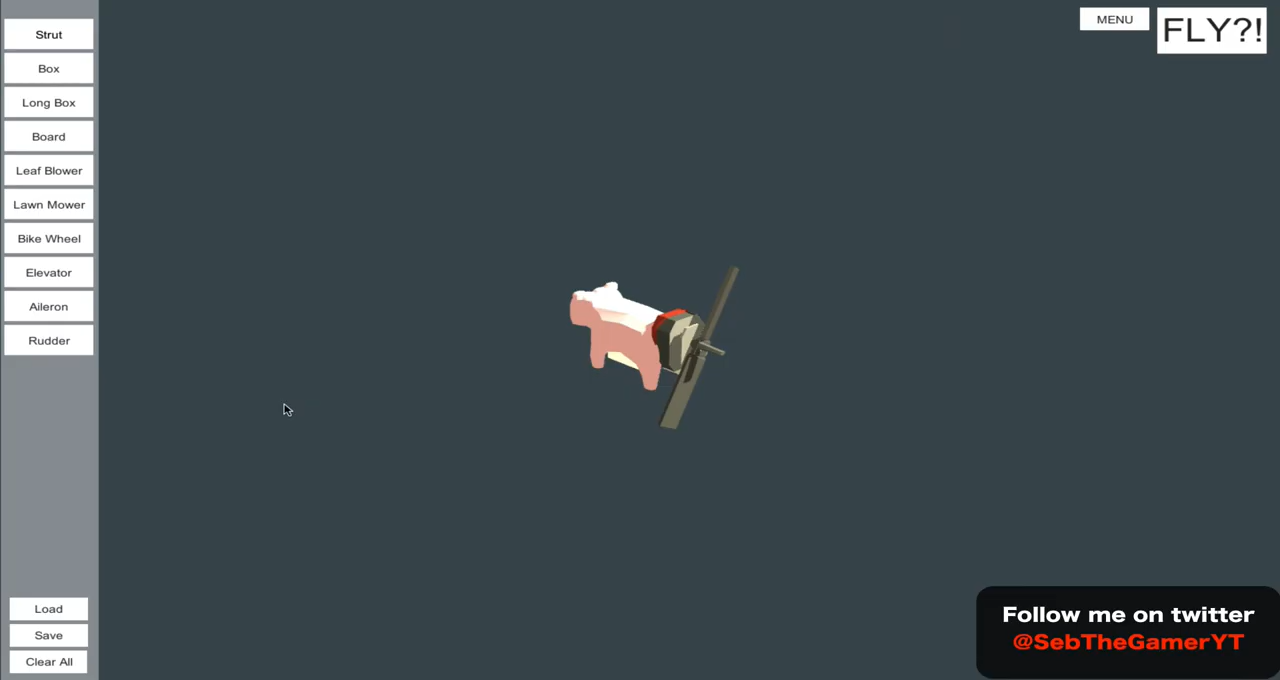 Strut
Box
Long Box
Board
Leaf Blower
Lawn Mower
Bike Wheel
Elevator
Aileron
Rudder
Load
Save
Clear All
MENU
FLY?!
Follow me on twitter
@SebTheGamerYT